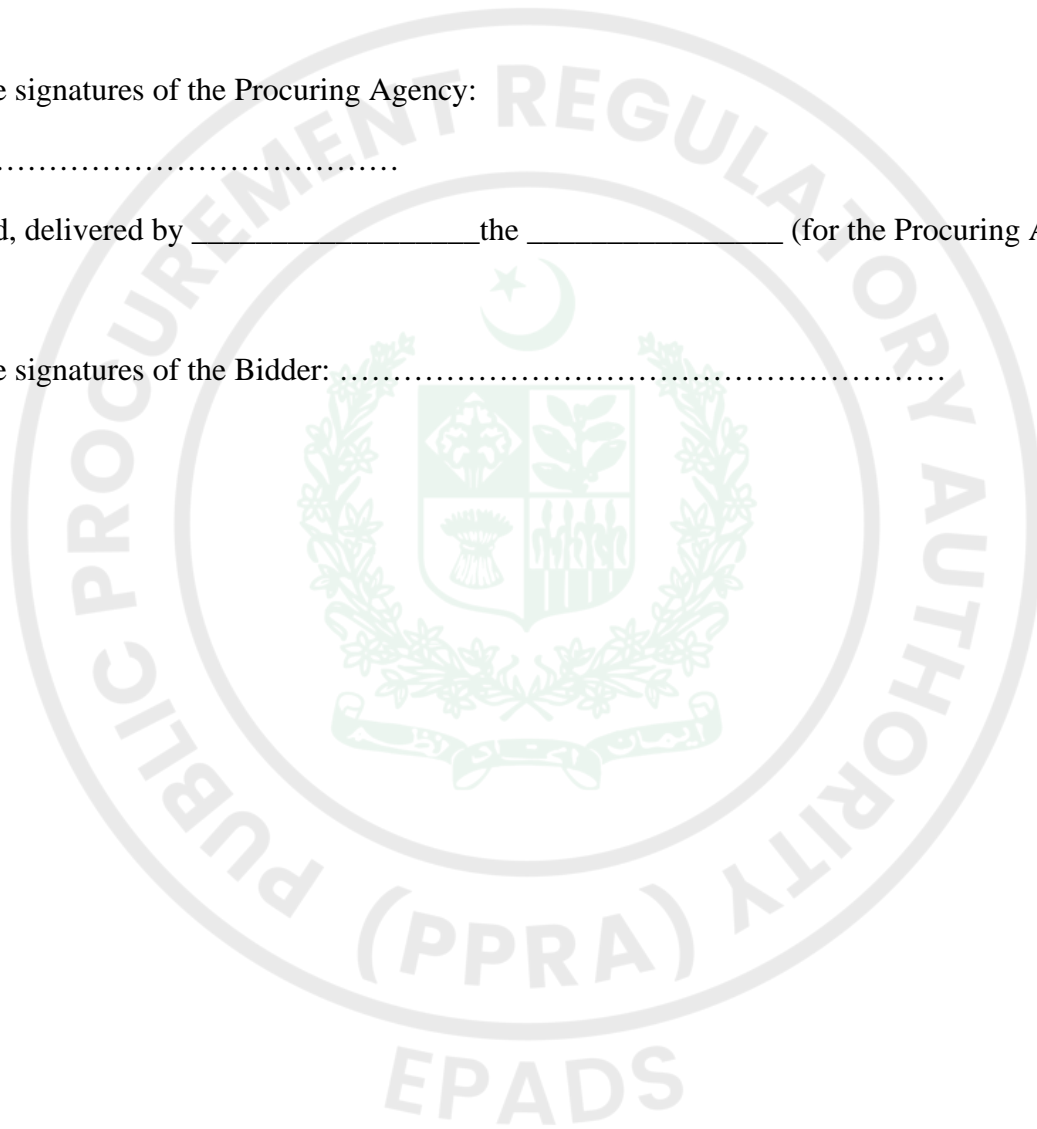 e signatures of the Procuring Agency:
………………………………
d, delivered by __________________the ________________ (for the Procuring A
e signatures of the Bidder: …………………………………………………
PUBLIC PROCUREMENT REGULATORY AUTHORITY
(PPRA)
EPADS